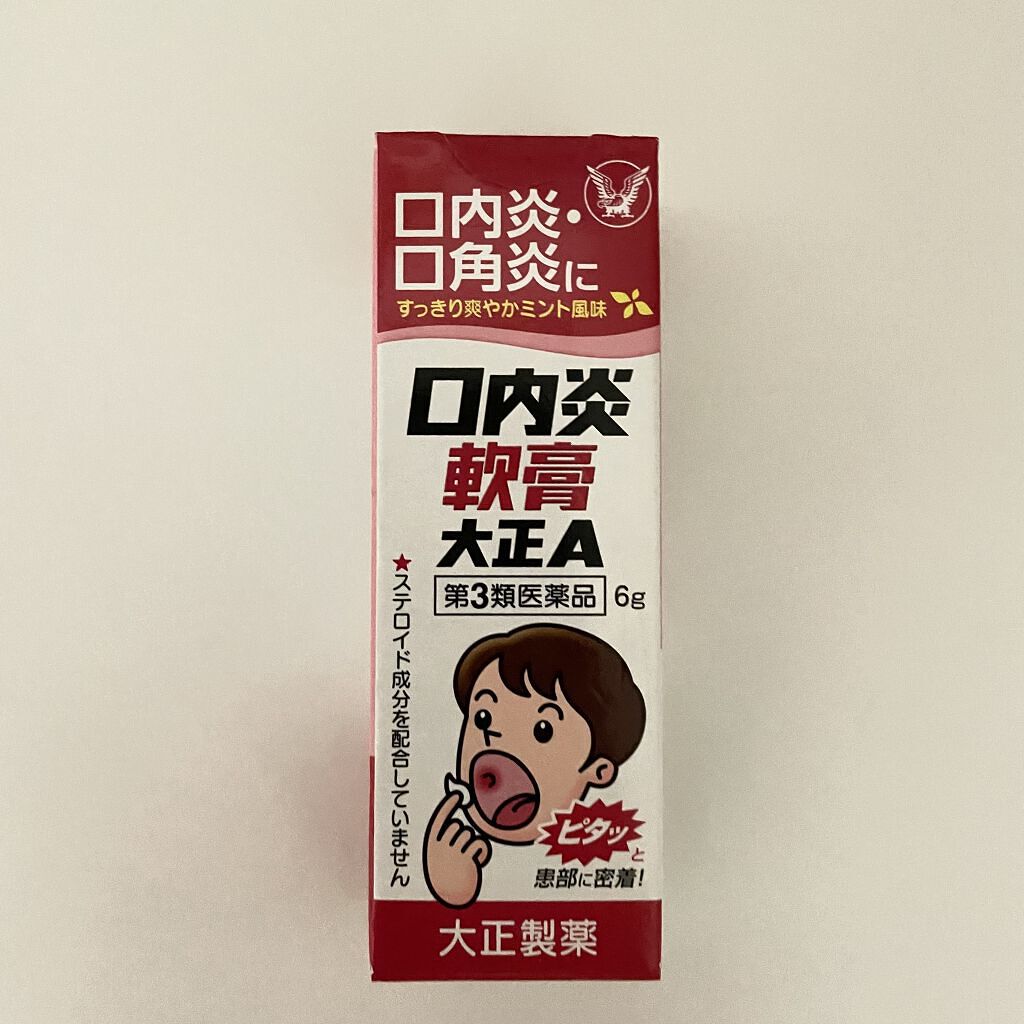 口内炎・
口角炎に
すっきり爽やかミント風味
口内炎
軟膏
大正A
第3類医薬品 6g
★ステロイド成分を配合していません
ピタッと
患部に密着!
大正製薬